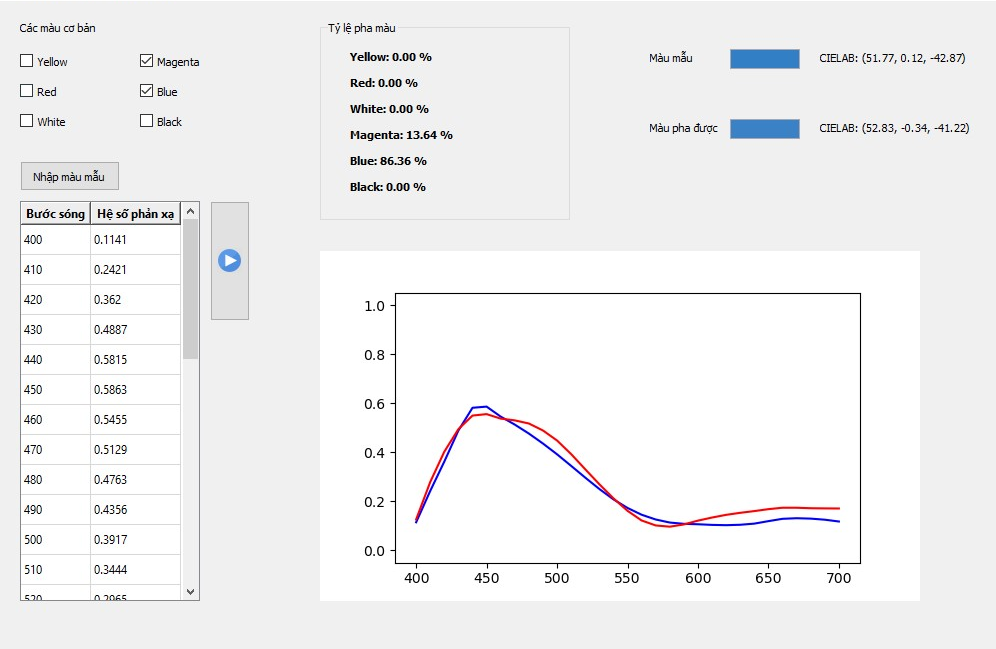 Các màu cơ bản
Yellow
Magenta
Red
Blue
White
Black
Nhập màu mẫu
Bước sóng Hệ số phản xạ
400 0.1141
410 0.2421
420 0.362
430 0.4887
440 0.5815
450 0.5863
460 0.5455
470 0.5129
480 0.4763
490 0.4356
500 0.3917
510 0.3444
520 0.2965
Tỷ lệ pha màu
Yellow: 0.00 %
Red: 0.00 %
White: 0.00 %
Magenta: 13.64 %
Blue: 86.36 %
Black: 0.00 %
Màu mẫu CIELAB: (51.77, 0.12, -42.87)
Màu pha được CIELAB: (52.83, -0.34, -41.22)
1.0
0.8
0.6
0.4
0.2
0.0
400 450 500 550 600 650 700